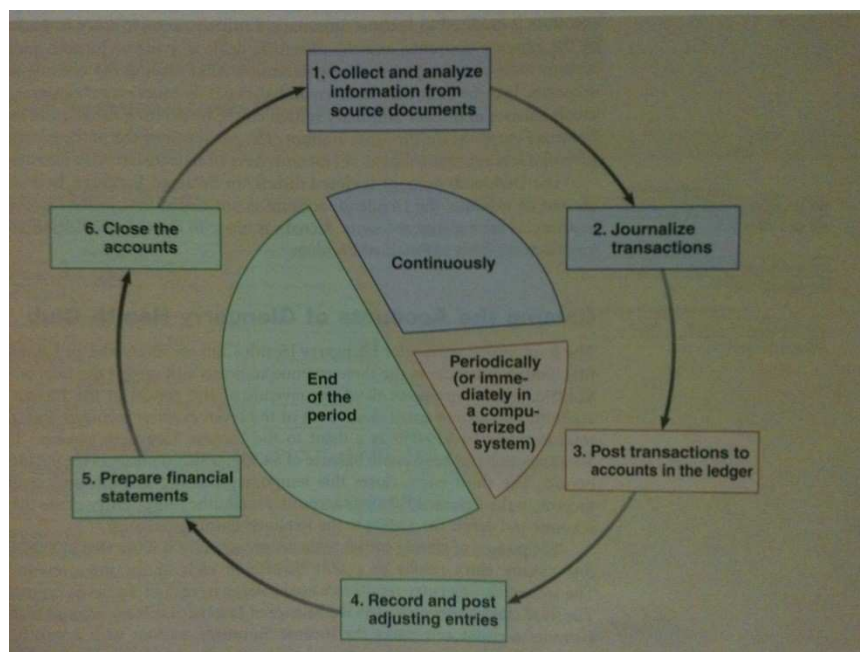 1. Collect and analyze
information from
source documents
2. Journalize
transactions
3. Post transactions to
accounts in the ledger
4. Record and post
adjusting entries
5. Prepare financial
statements
6. Close the
accounts
Continuously
Periodically
(or imme-
diately in
a compu-
terized
system)
End
of the
period